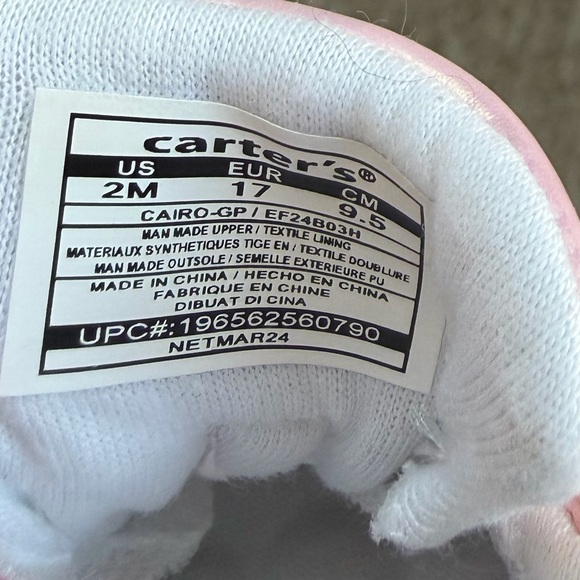 carter's®
US EUR CM
2M 17 9.5
CAIRO-GP / EF24B03H
MAN MADE UPPER / TEXTILE LINING
MATERIAUX SYNTHETIQUES TIGE EN / TEXTILE DOUBLURE
MAN MADE OUTSOLE / SEMELLE EXTERIEURE PU
MADE IN CHINA / HECHO EN CHINA
FABRIQUE EN CHINE
DIBUAT DI CINA
UPC#:196562560790
NETMAR24